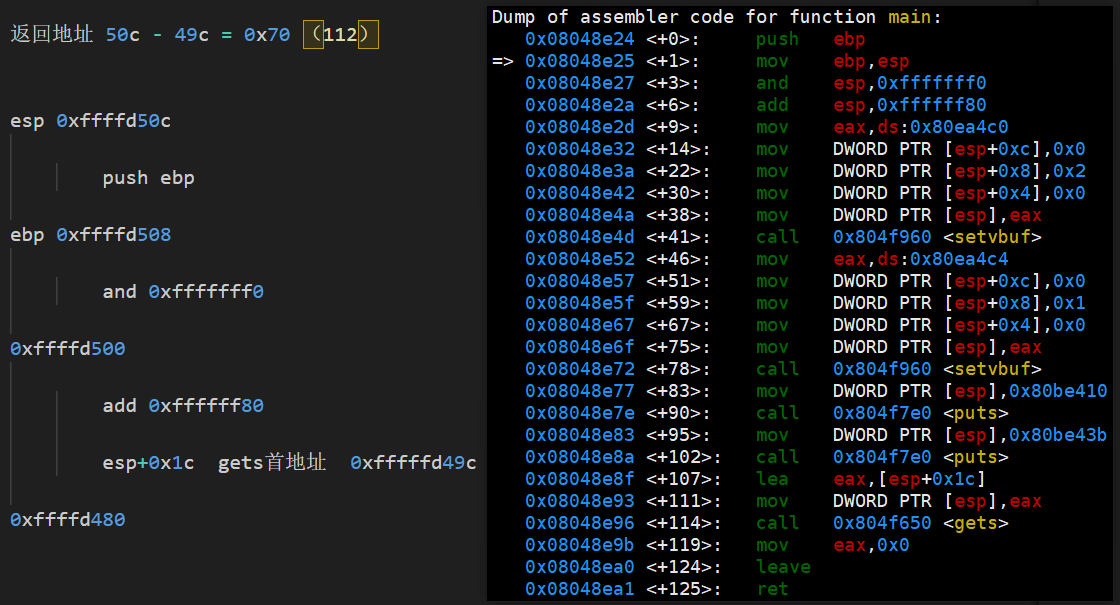 返回地址 50c - 49c = 0x70 （112）
esp 0xffffd50c
push ebp
ebp 0xffffd508
and 0xfffffff0
0xffffd500
add 0xffffff80
esp+0x1c gets首地址 0xfffffd49c
0xffffd480
Dump of assembler code for function main:
0x08048e24 <+0>: push ebp
=> 0x08048e25 <+1>: mov ebp,esp
0x08048e27 <+3>: and esp,0xfffffff0
0x08048e2a <+6>: add esp,0xffffff80
0x08048e2d <+9>: mov eax,ds:0x80ea4c0
0x08048e32 <+14>: mov DWORD PTR [esp+0xc],0x0
0x08048e3a <+22>: mov DWORD PTR [esp+0x8],0x2
0x08048e42 <+30>: mov DWORD PTR [esp+0x4],0x0
0x08048e4a <+38>: mov DWORD PTR [esp],eax
0x08048e4d <+41>: call 0x804f960 <setvbuf>
0x08048e52 <+46>: mov eax,ds:0x80ea4c4
0x08048e57 <+51>: mov DWORD PTR [esp+0xc],0x0
0x08048e5f <+59>: mov DWORD PTR [esp+0x8],0x1
0x08048e67 <+67>: mov DWORD PTR [esp+0x4],0x0
0x08048e6f <+75>: mov DWORD PTR [esp],eax
0x08048e72 <+78>: call 0x804f960 <setvbuf>
0x08048e77 <+83>: mov DWORD PTR [esp],0x80be410
0x08048e7e <+90>: call 0x804f7e0 <puts>
0x08048e83 <+95>: mov DWORD PTR [esp],0x80be43b
0x08048e8a <+102>: call 0x804f7e0 <puts>
0x08048e8f <+107>: lea eax,[esp+0x1c]
0x08048e93 <+111>: mov DWORD PTR [esp],eax
0x08048e96 <+114>: call 0x804f650 <gets>
0x08048e9b <+119>: mov eax,0x0
0x08048ea0 <+124>: leave
0x08048ea1 <+125>: ret